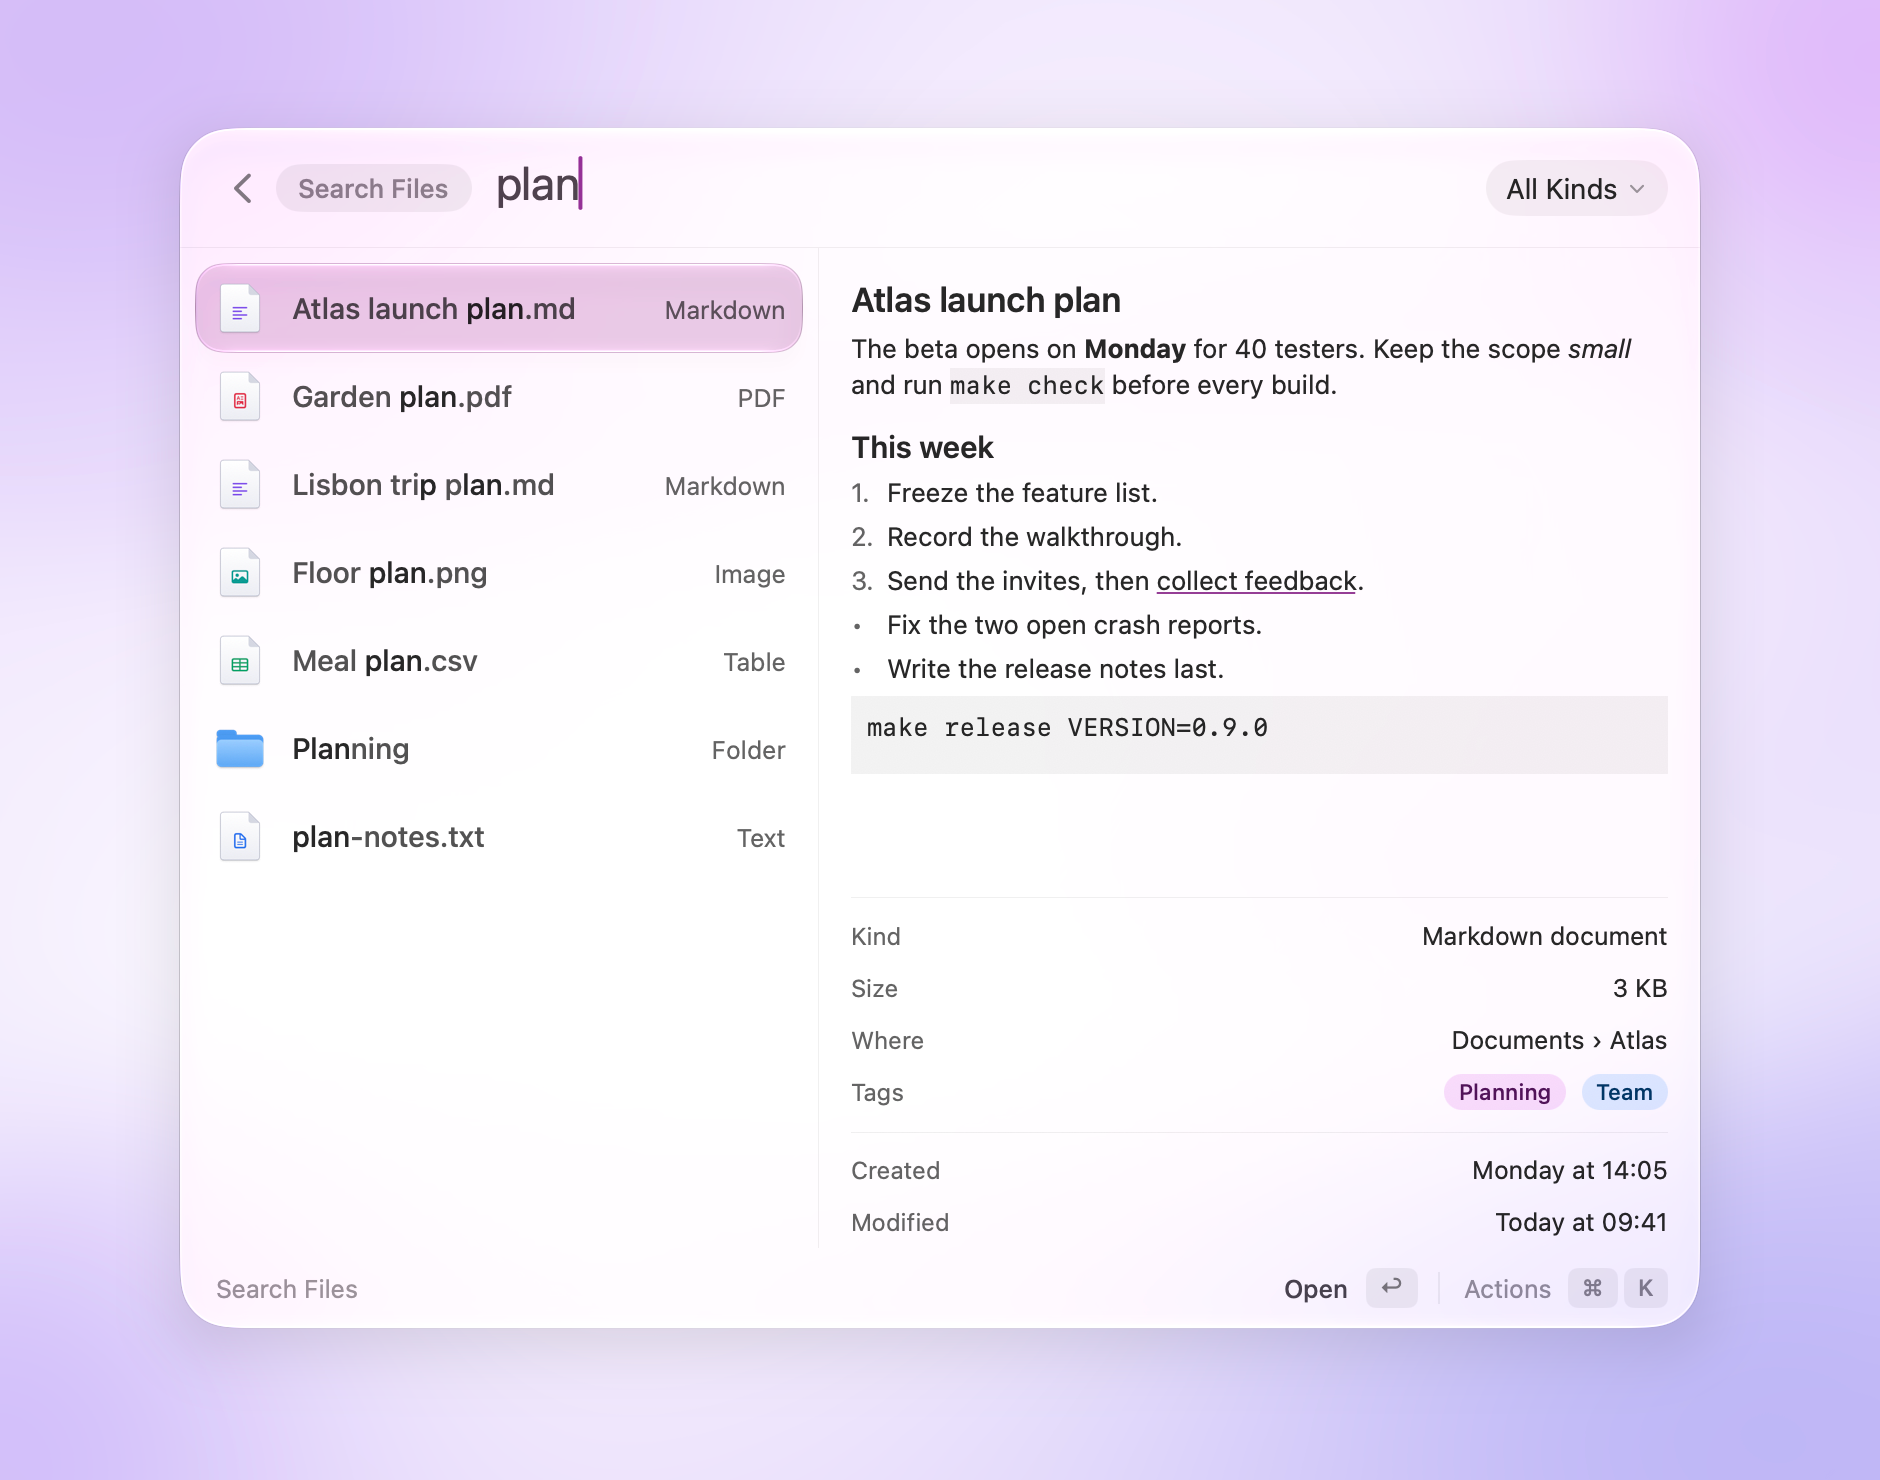 Search Files
plan
All Kinds
Atlas launch plan.md
Markdown
Garden plan.pdf
PDF
Lisbon trip plan.md
Markdown
Floor plan.png
Image
Meal plan.csv
Table
Planning
Folder
plan-notes.txt
Text
Atlas launch plan
The beta opens on Monday for 40 testers. Keep the scope small
and run make check before every build.
This week
1. Freeze the feature list.
2. Record the walkthrough.
3. Send the invites, then collect feedback.
• Fix the two open crash reports.
• Write the release notes last.
make release VERSION=0.9.0
Kind
Markdown document
Size
3 KB
Where
Documents › Atlas
Tags
Planning
Team
Created
Monday at 14:05
Modified
Today at 09:41
Search Files
Open
Actions
⌘
K